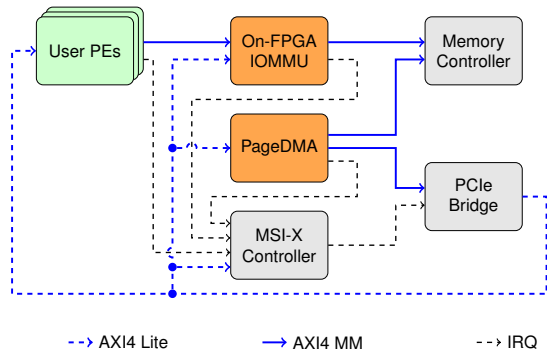 User PEs
On-FPGA
IOMMU
Memory
Controller
PageDMA
PCIe
Bridge
MSI-X
Controller
AXI4 Lite
AXI4 MM
IRQ